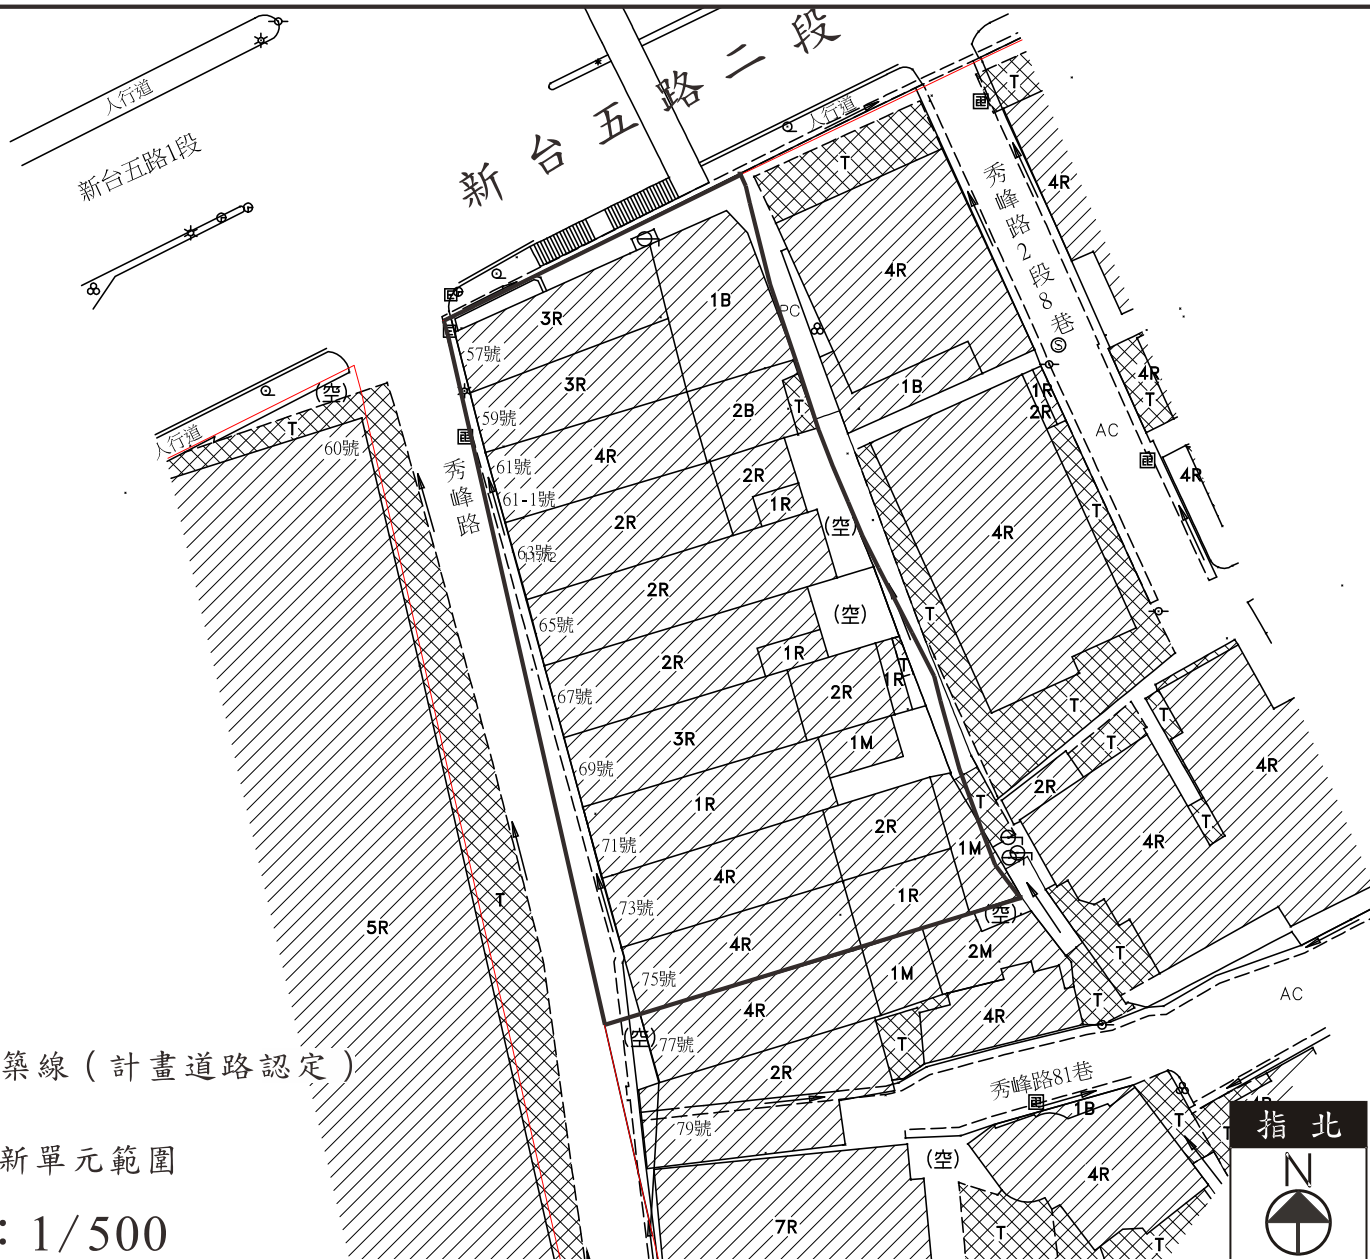 新台五路二段
人行道
新台五路1段
人行道
T
T
4R
4R
秀峰路2段8巷
PC
S
1B
3R
57號
1B
3R
59號
2B
T
4R
T
4R
1R
2R
AC
4R
人行道
(空)
T
60號
秀峰路
61號
4R
2R
1R
61-1號
2R
63號
(空)
4R
T
2R
65號
(空)
T
2R
1R
67號
2R
1R
T
3R
1M
69號
1R
T
T
T
4R
2R
71號
2R
T
1M
4R
T
4R
73號
1R
(空)
5R
T
4R
75號
1M
2M
T
4R
77號
(空)
T
4R
T
AC
2R
79號
秀峰路81巷
1B
T
T
4R
4R
(空)
7R
T
T
築線（計畫道路認定）
新單元範圍
：1/500
指北
N